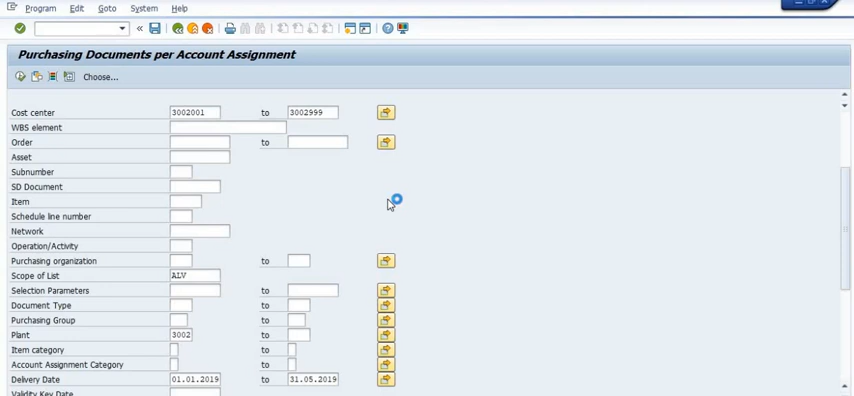 Program Edit Goto System Help
Purchasing Documents per Account Assignment
Choose...
Cost center 3002001 to 3002999
WBS element
Order to
Asset
Subnumber
SD Document
Item
Schedule line number
Network
Operation/Activity
Purchasing organization to
Scope of List ALV
Selection Parameters to
Document Type to
Purchasing Group to
Plant 3002 to
Item category to
Account Assignment Category to
Delivery Date 01.01.2019 to 31.05.2019
Validity Key Date